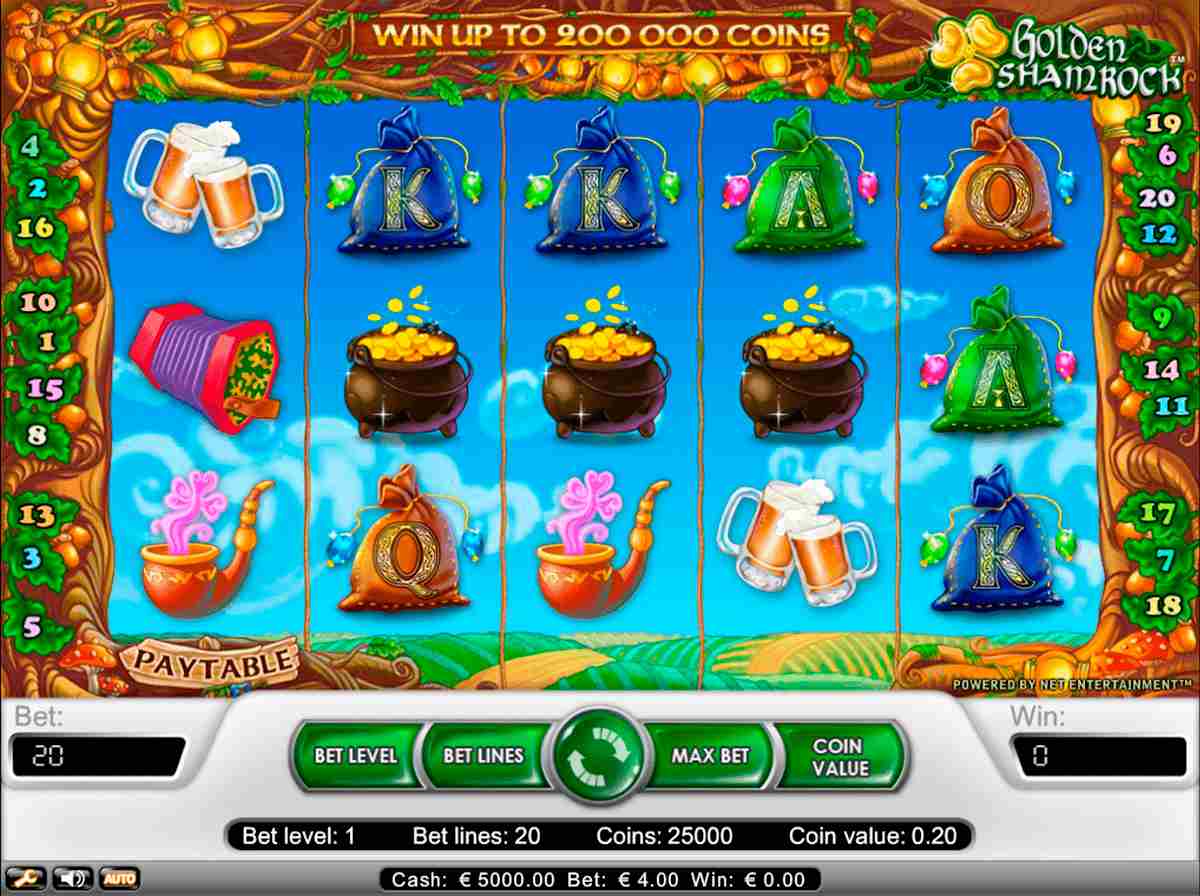 WIN UP TO 200 000 COINS
GOLDEN
SHAMROCK™
4
2
16
10
1
15
8
13
3
5
K
K
A
Q
A
Q
K
19
6
20
12
9
14
11
17
7
18
PAYTABLE
POWERED BY NET ENTERTAINMENT™
Bet:
20
BET LEVEL
BET LINES
MAX BET
COIN
VALUE
Win:
0
Bet level: 1 Bet lines: 20 Coins: 25000 Coin value: 0.20
AUTO
Cash: € 5000.00 Bet: € 4.00 Win: € 0.00